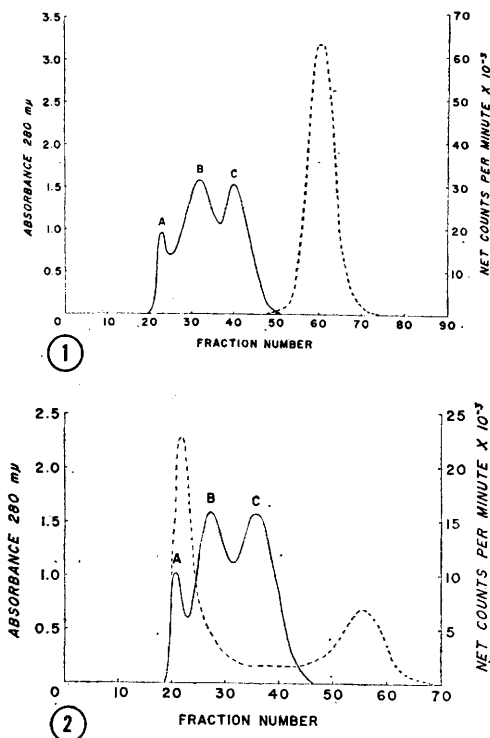 3.5
3.0
2.5
2.0
1.5
1.0
0.5
0
ABSORBANCE 280 mμ
70
60
50
40
30
20
10
NET COUNTS PER MINUTE X 10⁻³
A
B
C
0 10 20 30 40 50 60 70 80 90
FRACTION NUMBER
1
2.5
2.0
1.5
1.0
0.5
ABSORBANCE 280 mμ
25
20
15
10
5
NET COUNTS PER MINUTE X 10⁻³
A
B
C
0 10 20 30 40 50 60 70
FRACTION NUMBER
2